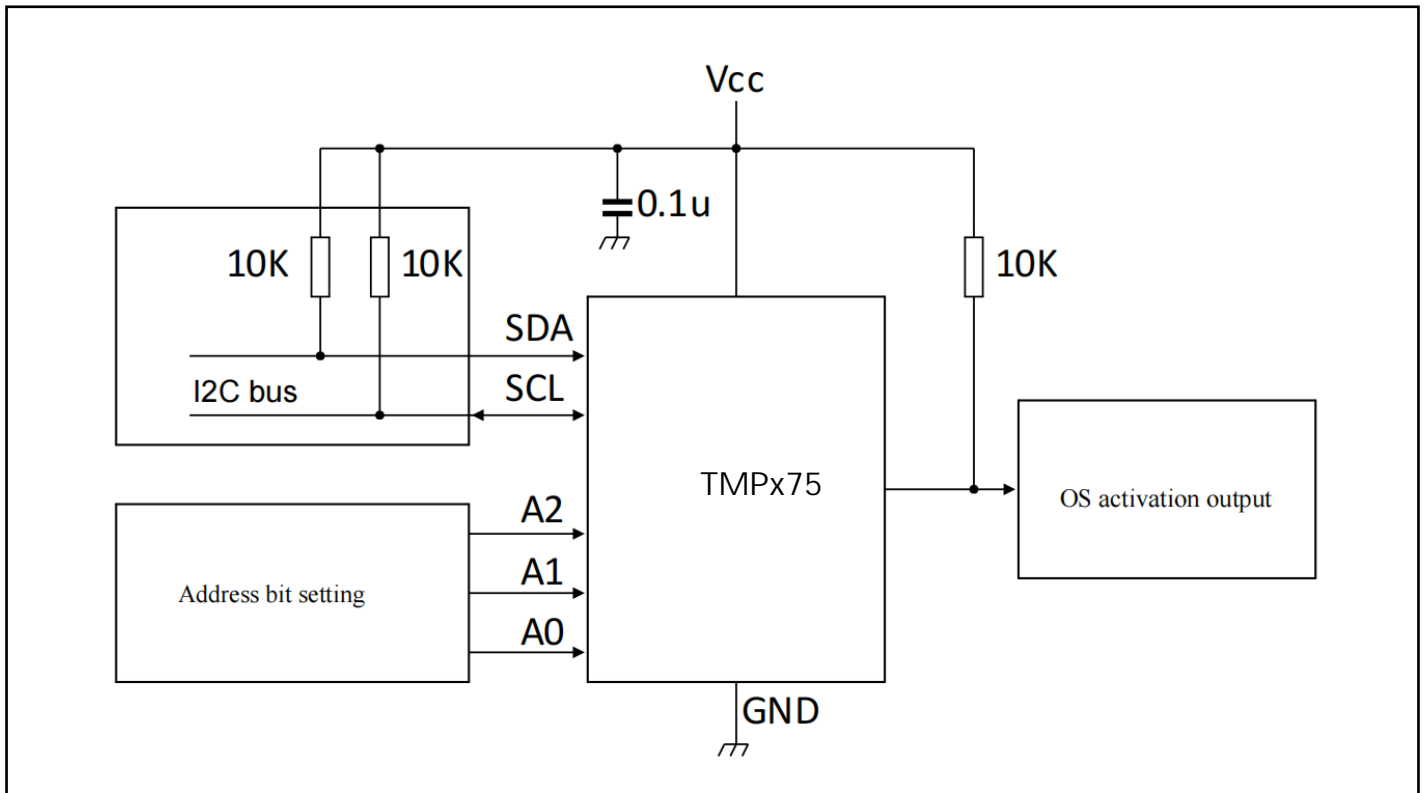 Vcc
0.1u
10K
10K
10K
SDA
I2C bus
SCL
TMPx75
OS activation output
A2
A1
Address bit setting
A0
GND